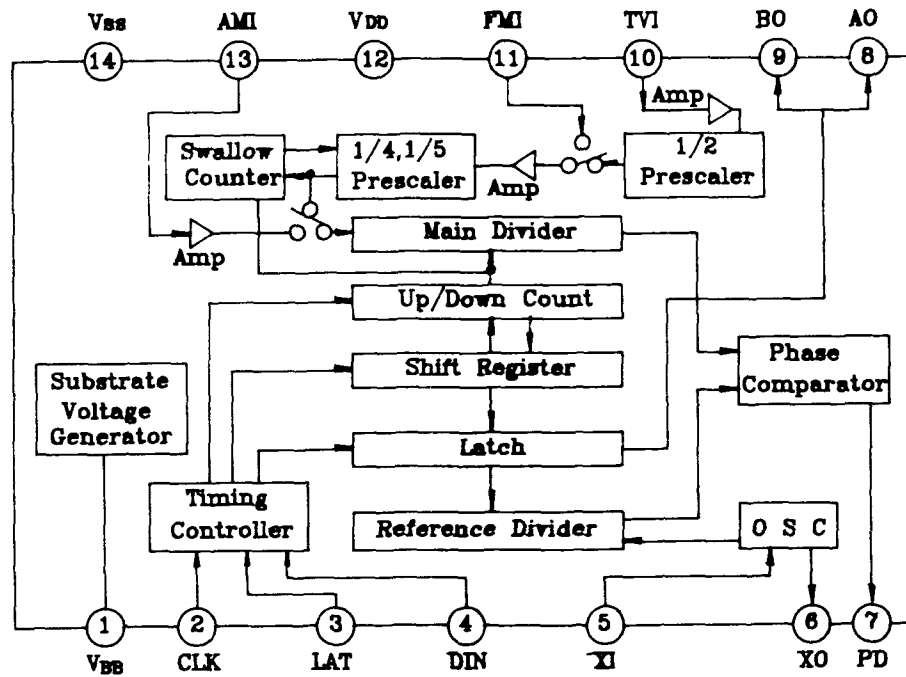 VSS AMI VDD FMI TVI BO AO
14 13 12 11 10 9 8
Amp
Swallow
Counter
1/4,1/5
Prescaler
Amp
1/2
Prescaler
Amp
Main Divider
Up/Down Count
Shift Register
Phase
Comparator
Substrate
Voltage
Generator
Latch
Timing
Controller
Reference Divider
O S C
1 2 3 4 5 6 7
VBB CLK LAT DIN XI XO PD